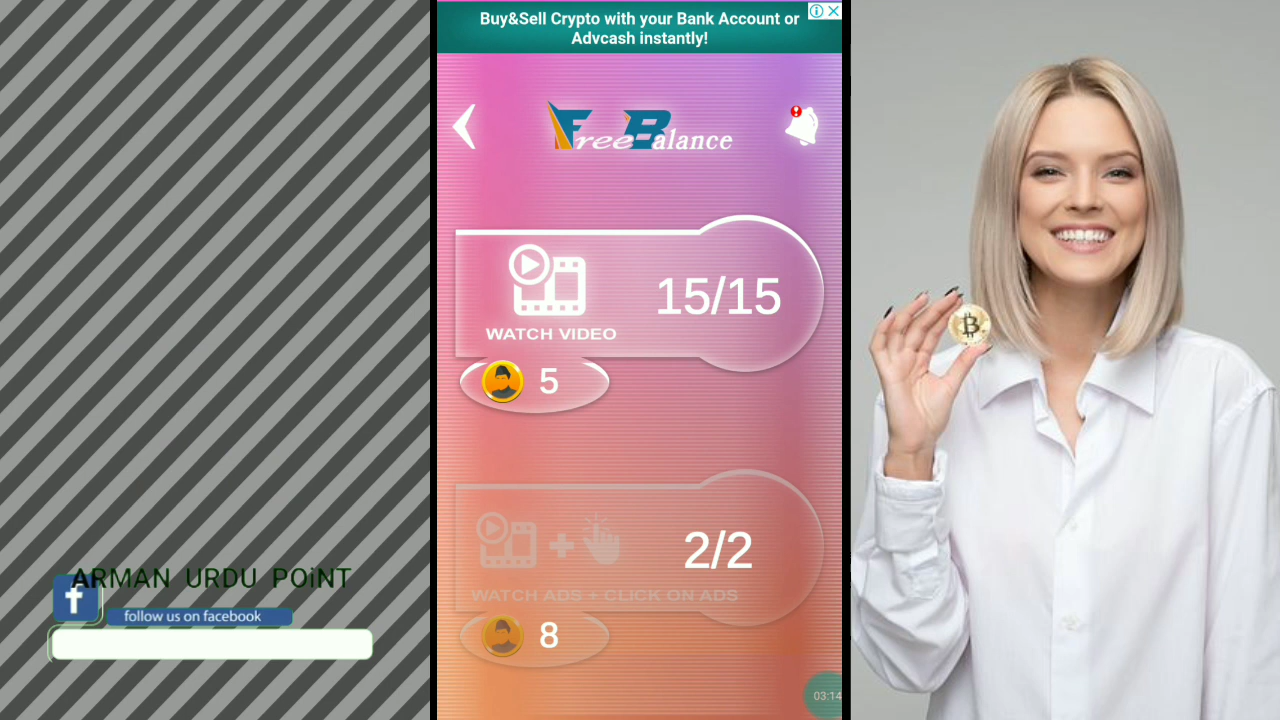 Buy&Sell Crypto with your Bank Account or
Advcash instantly!
FreeBalance
15/15
WATCH VIDEO
5
2/2
WATCH ADS + CLICK ON ADS
8
ARMAN URDU POiNT
f
follow us on facebook
03:14
B